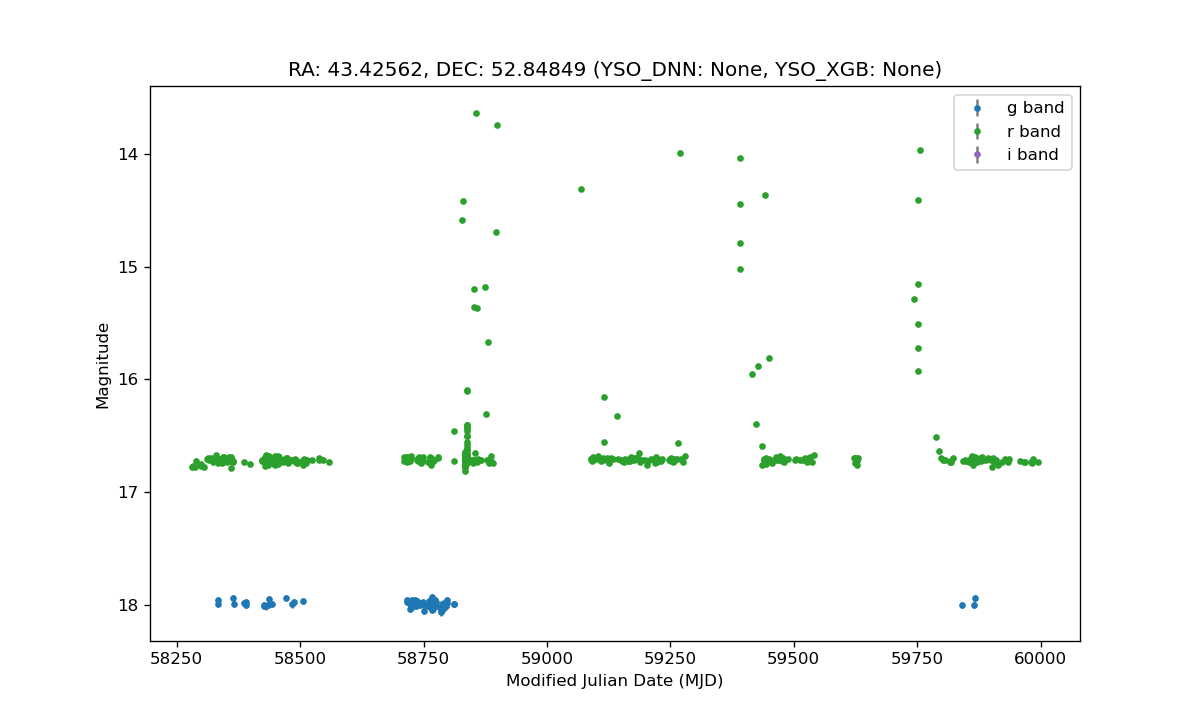 RA: 43.42562, DEC: 52.84849 (YSO_DNN: None, YSO_XGB: None)
g band
r band
i band
14
15
16
17
18
Magnitude
58250 58500 58750 59000 59250 59500 59750 60000
Modified Julian Date (MJD)